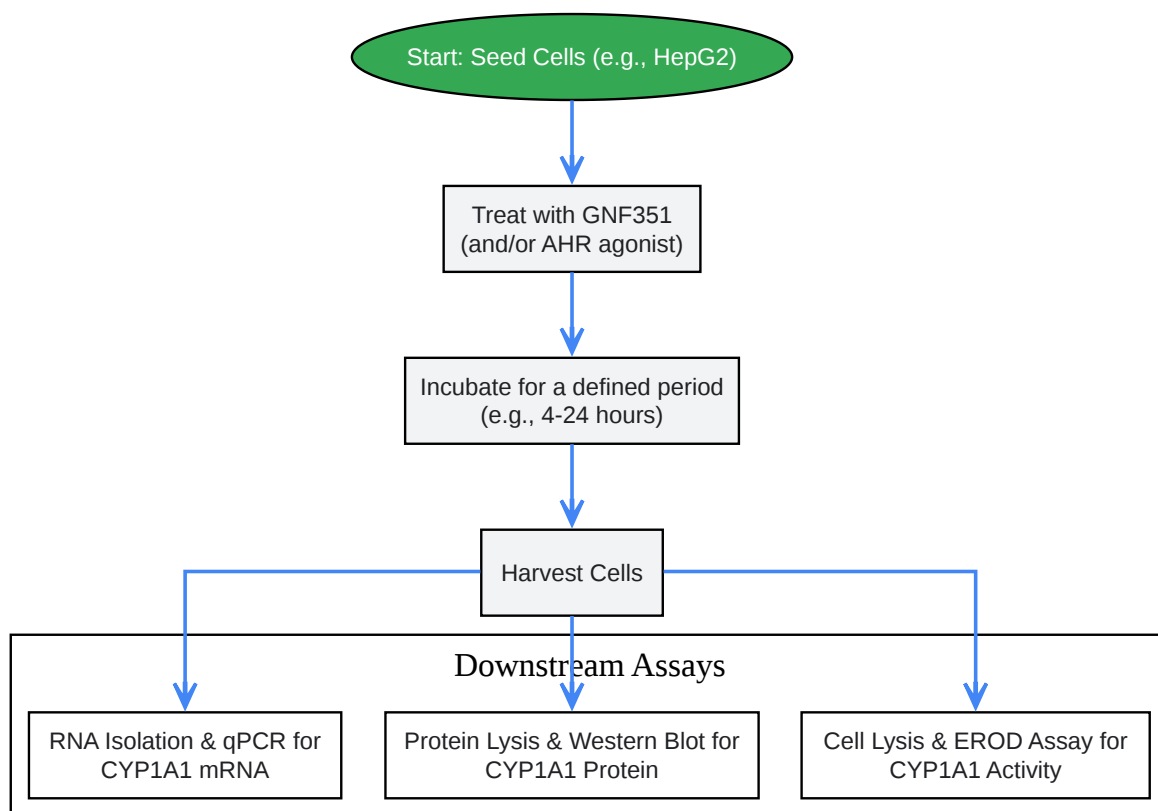 Start: Seed Cells (e.g., HepG2)
Treat with GNF351
(and/or AHR agonist)
Incubate for a defined period
(e.g., 4-24 hours)
Harvest Cells
Downstream Assays
RNA Isolation & qPCR for
CYP1A1 mRNA
Protein Lysis & Western Blot for
CYP1A1 Protein
Cell Lysis & EROD Assay for
CYP1A1 Activity